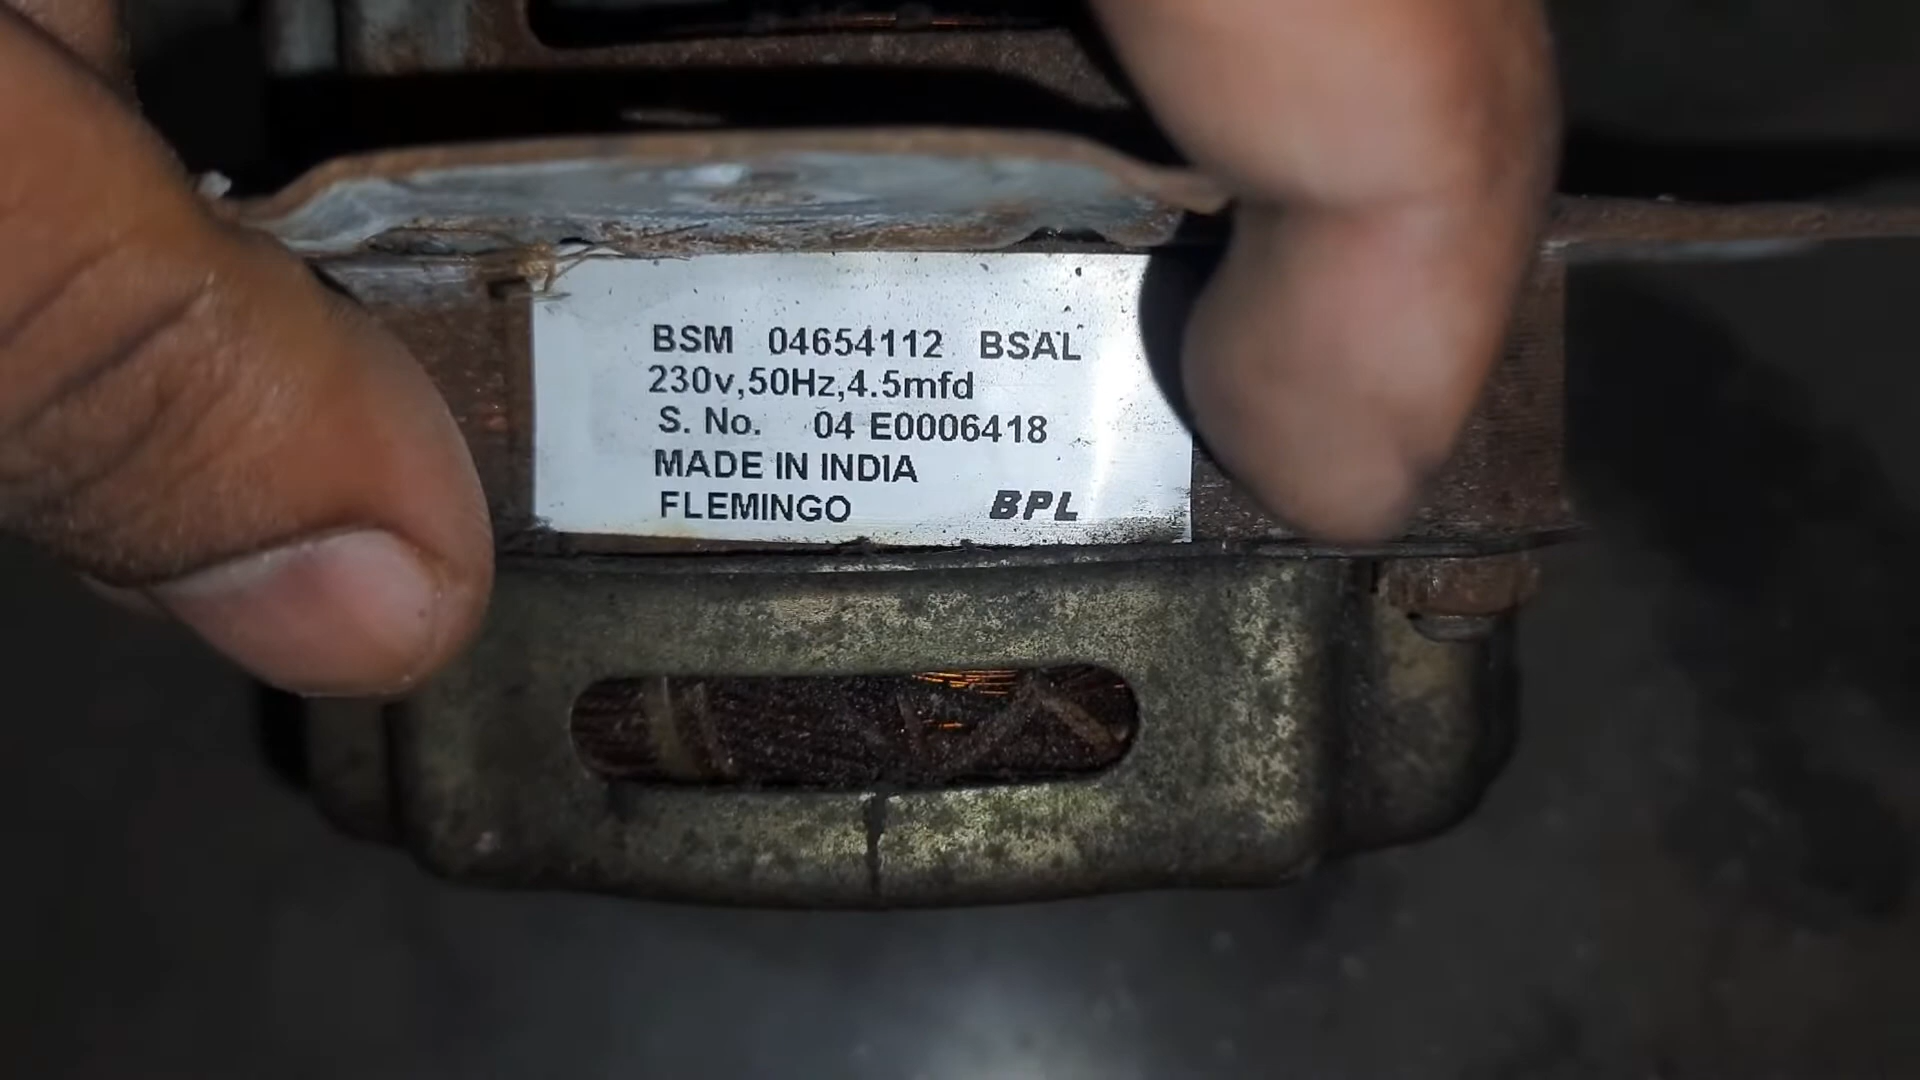 BSM 04654112 BSAL
230v,50Hz,4.5mfd
S. No. 04 E0006418
MADE IN INDIA
FLEMINGO BPL